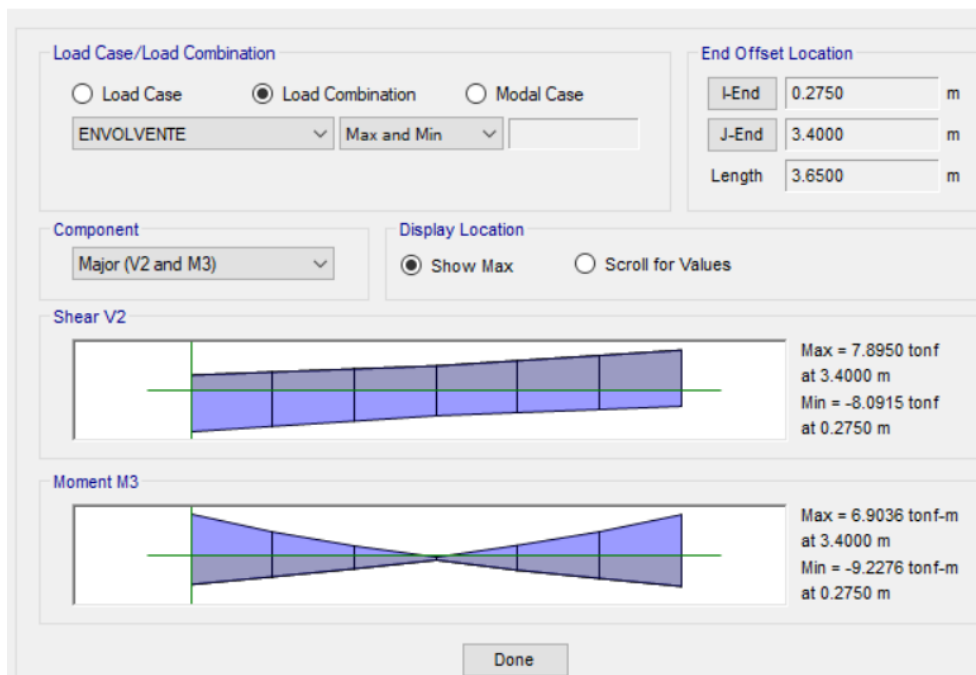 Load Case/Load Combination
Load Case
Load Combination
Modal Case
ENVOLVENTE
Max and Min
End Offset Location
I-End
0.2750
m
J-End
3.4000
m
Length
3.6500
m
Component
Major (V2 and M3)
Display Location
Show Max
Scroll for Values
Shear V2
Max = 7.8950 tonf
at 3.4000 m
Min = -8.0915 tonf
at 0.2750 m
Moment M3
Max = 6.9036 tonf-m
at 3.4000 m
Min = -9.2276 tonf-m
at 0.2750 m
Done